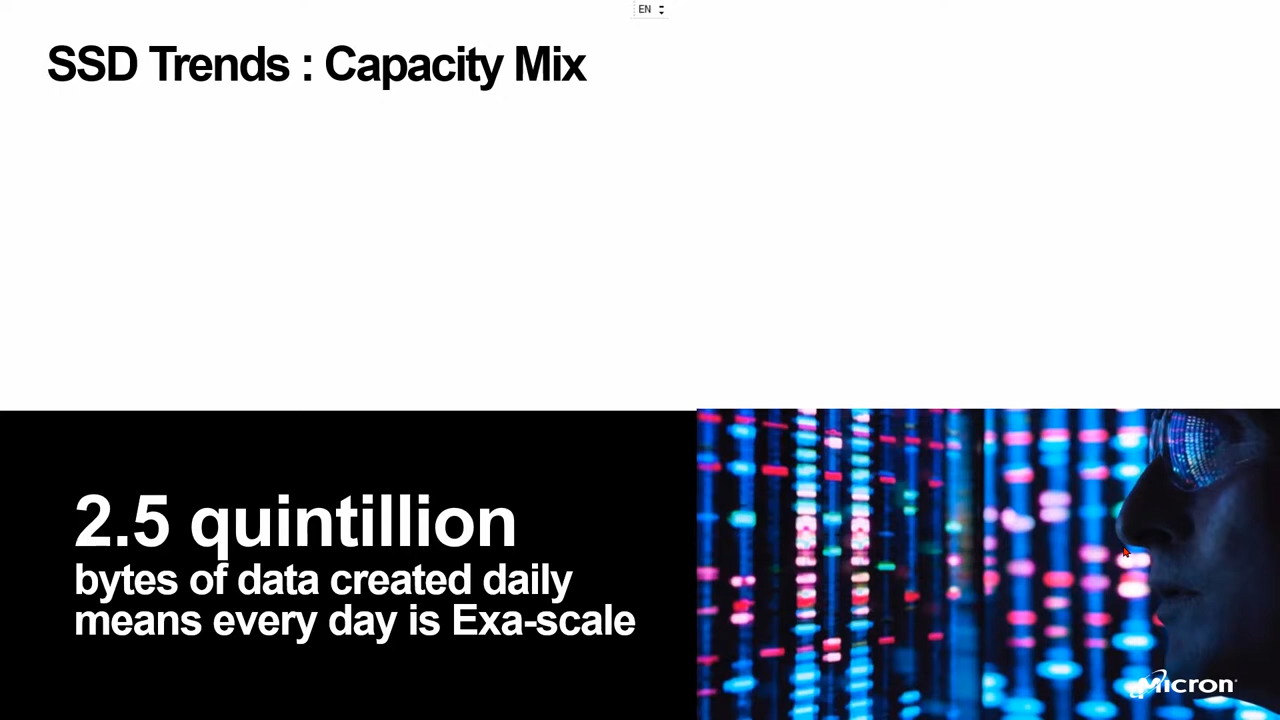 EN
SSD Trends : Capacity Mix
2.5 quintillion
bytes of data created daily
means every day is Exa-scale
Micron